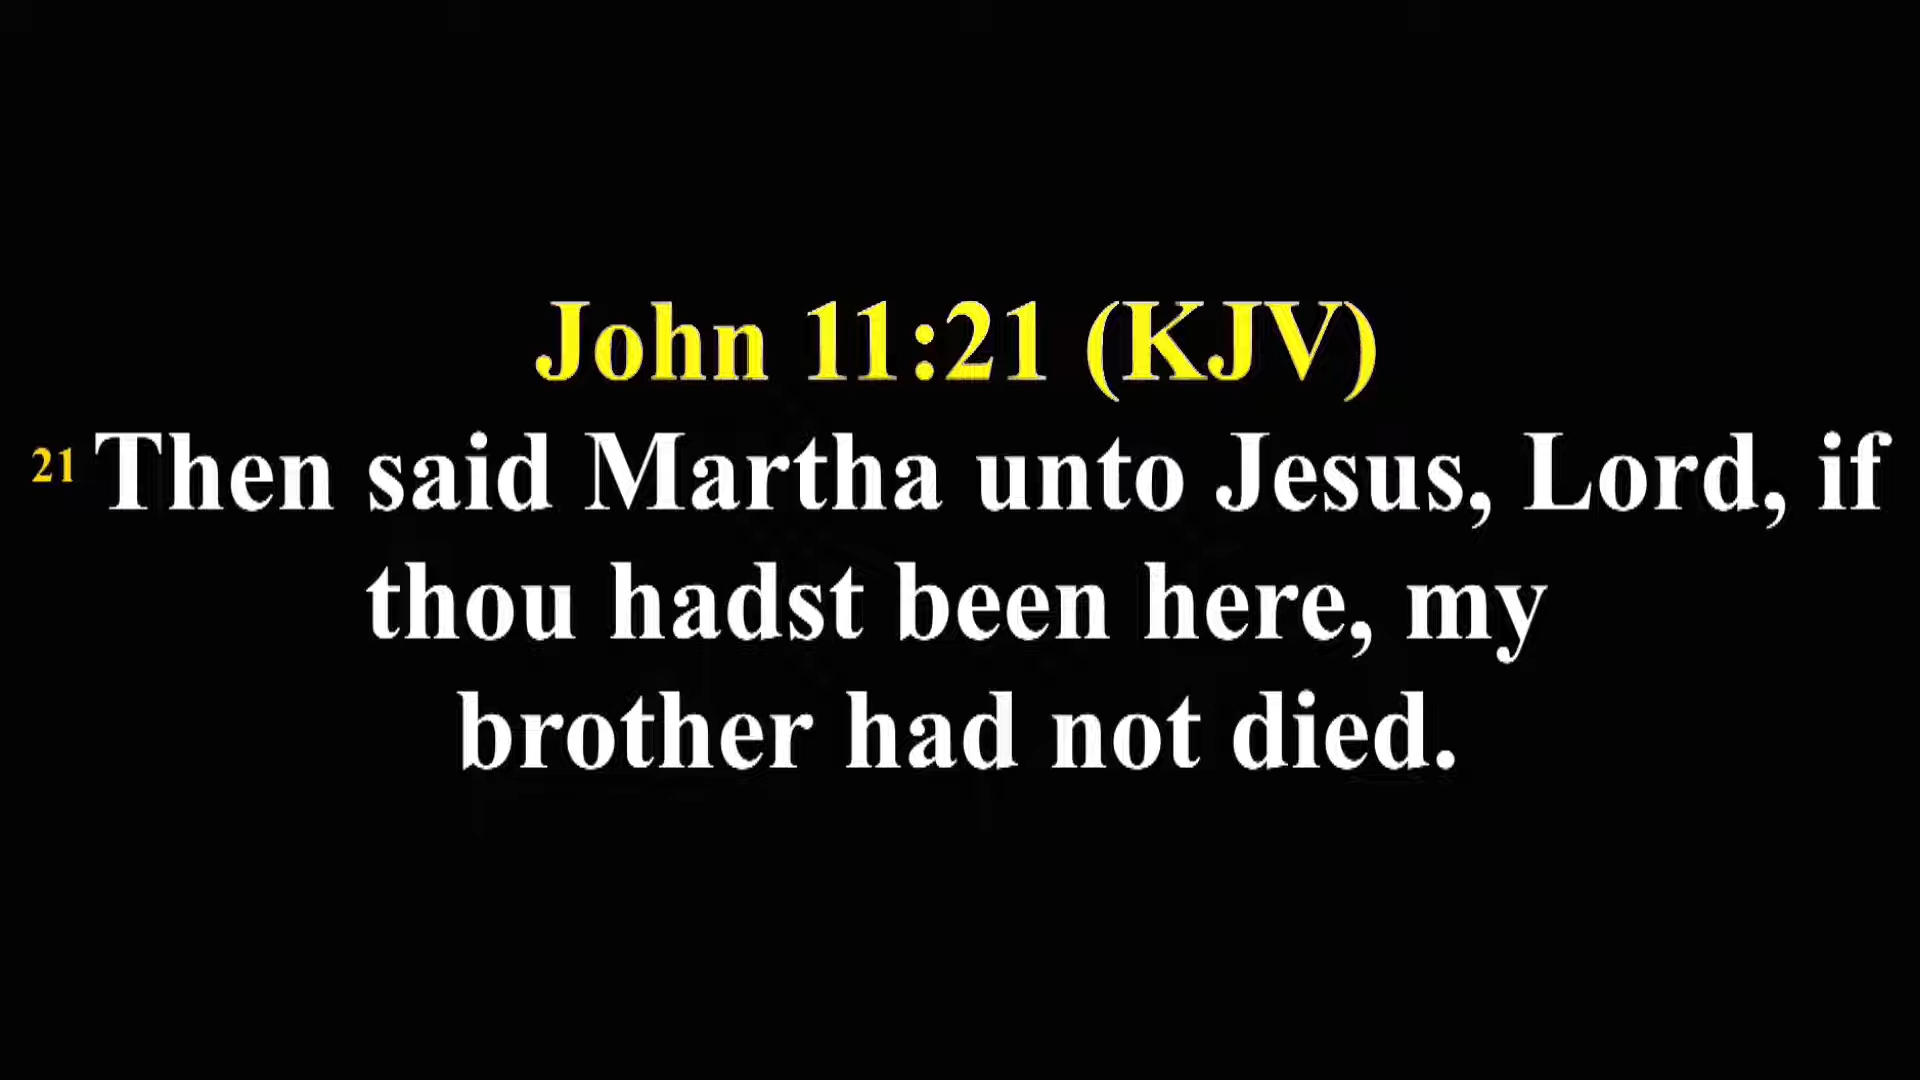 John 11:21 (KJV)
21 Then said Martha unto Jesus, Lord, if
thou hadst been here, my
brother had not died.